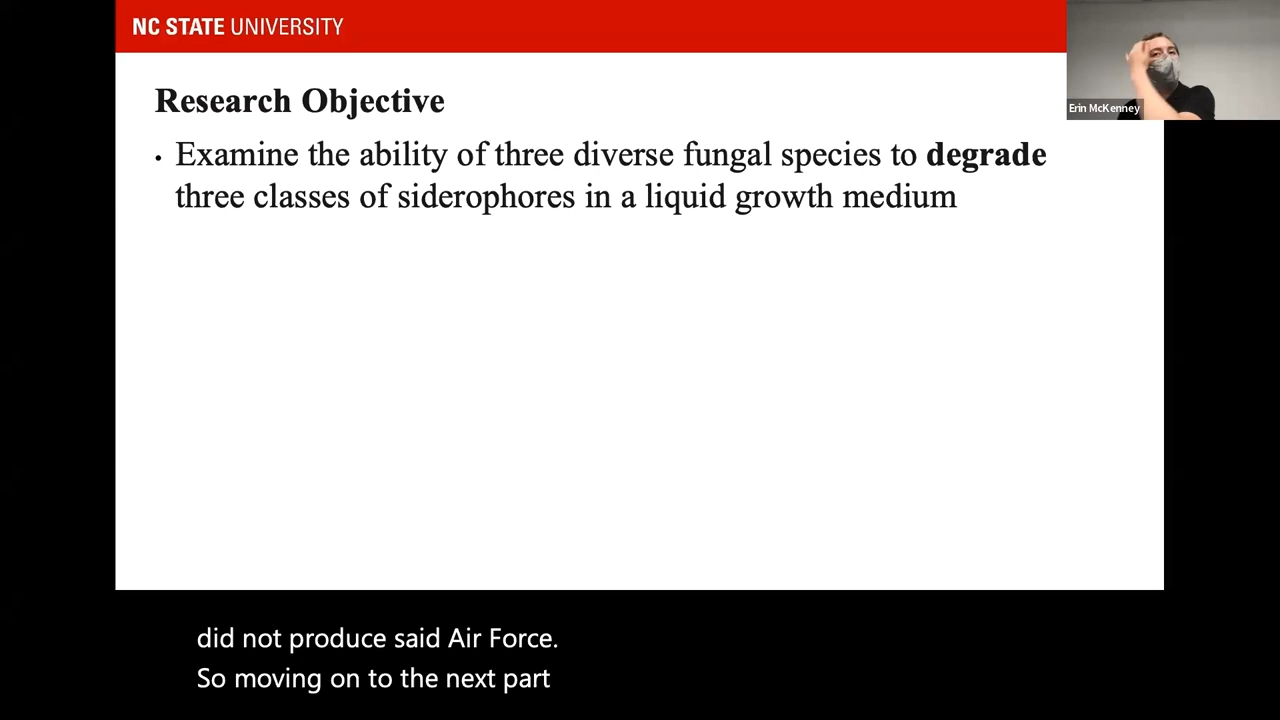 NC STATE UNIVERSITY
Erin McKenney
Research Objective
• Examine the ability of three diverse fungal species to degrade
three classes of siderophores in a liquid growth medium
did not produce said Air Force.
So moving on to the next part